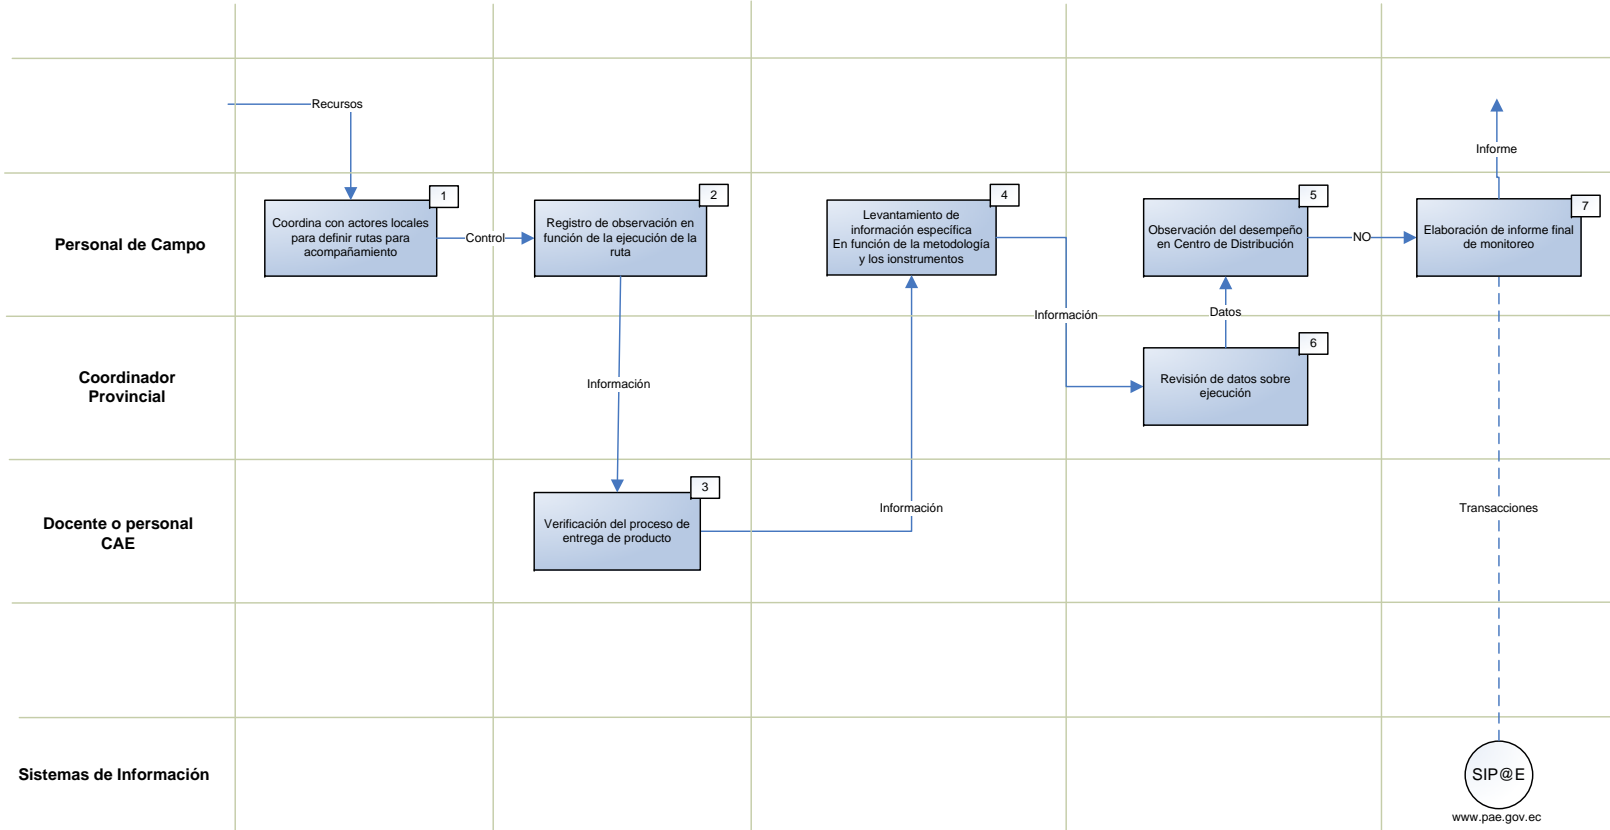 Recursos
Informe
Personal de Campo
1
Coordina con actores locales
para definir rutas para
acompañamiento
Control
2
Registro de observación en
función de la ejecución de la
ruta
4
Levantamiento de
información específica
En función de la metodología
y los ionstrumentos
5
Observación del desempeño
en Centro de Distribución
NO
7
Elaboración de informe final
de monitoreo
Información
Datos
Coordinador
Provincial
Información
6
Revisión de datos sobre
ejecución
Docente o personal
CAE
3
Verificación del proceso de
entrega de producto
Información
Transacciones
Sistemas de Información
SIP@E
www.pae.gov.ec